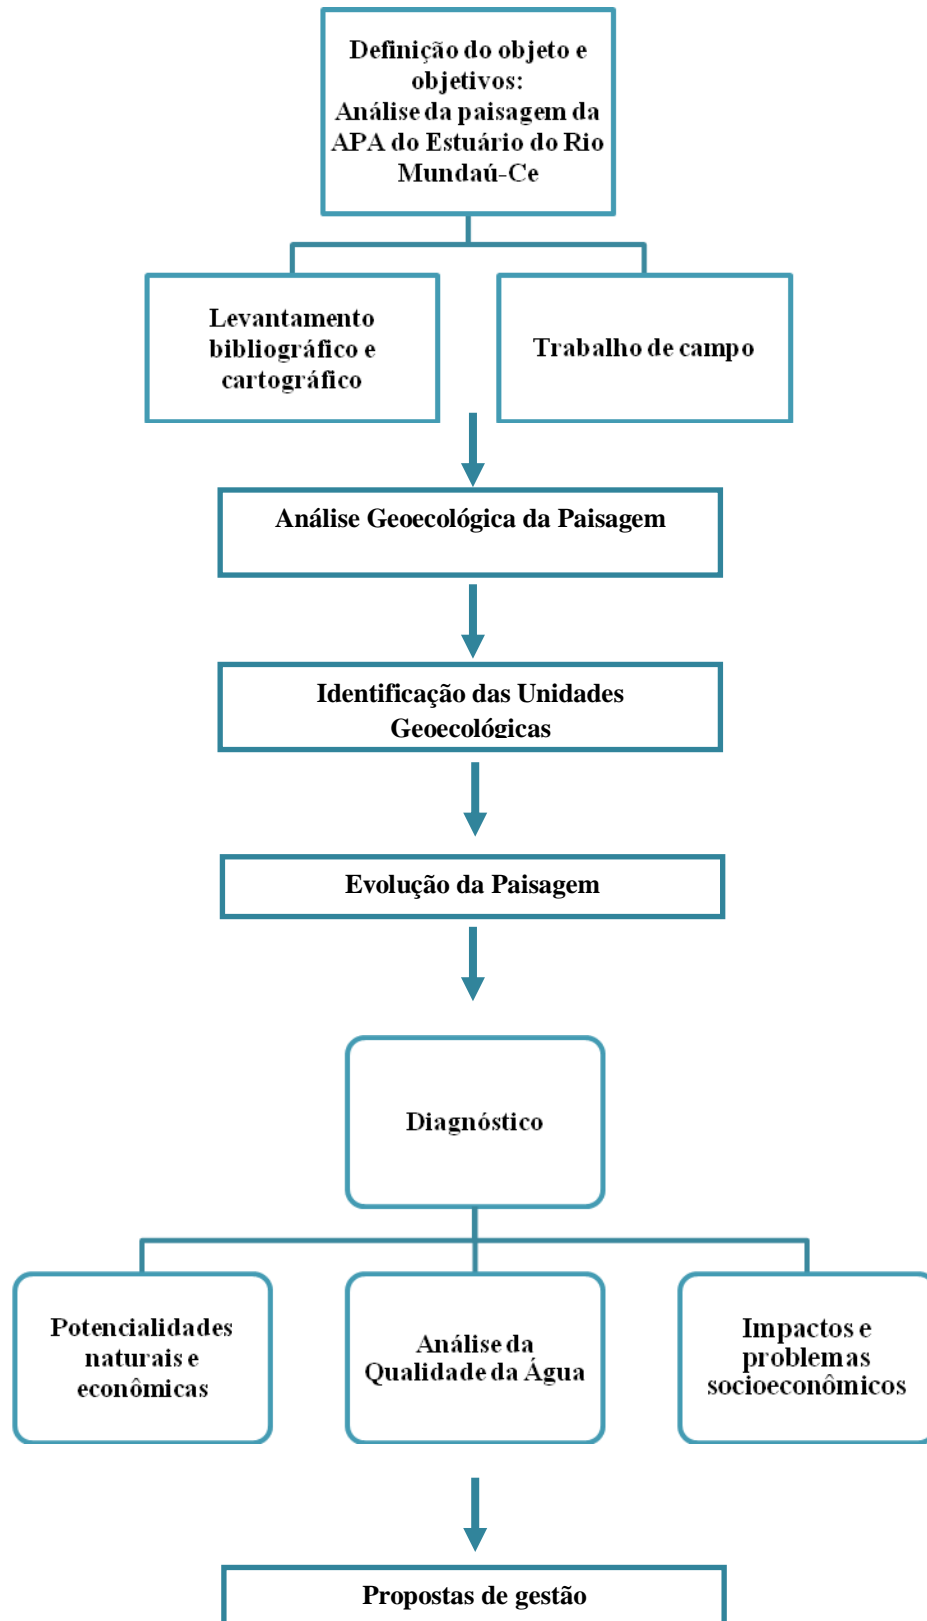 Definição do objeto e
objetivos:
Análise da paisagem da
APA do Estuário do Rio
Mundaú-Ce
Levantamento
bibliográfico e
cartográfico
Trabalho de campo
Análise Geoecológica da Paisagem
Identificação das Unidades
Geoecológicas
Evolução da Paisagem
Diagnóstico
Potencialidades
naturais e
econômicas
Análise da
Qualidade da Água
Impactos e
problemas
socioeconômicos
Propostas de gestão